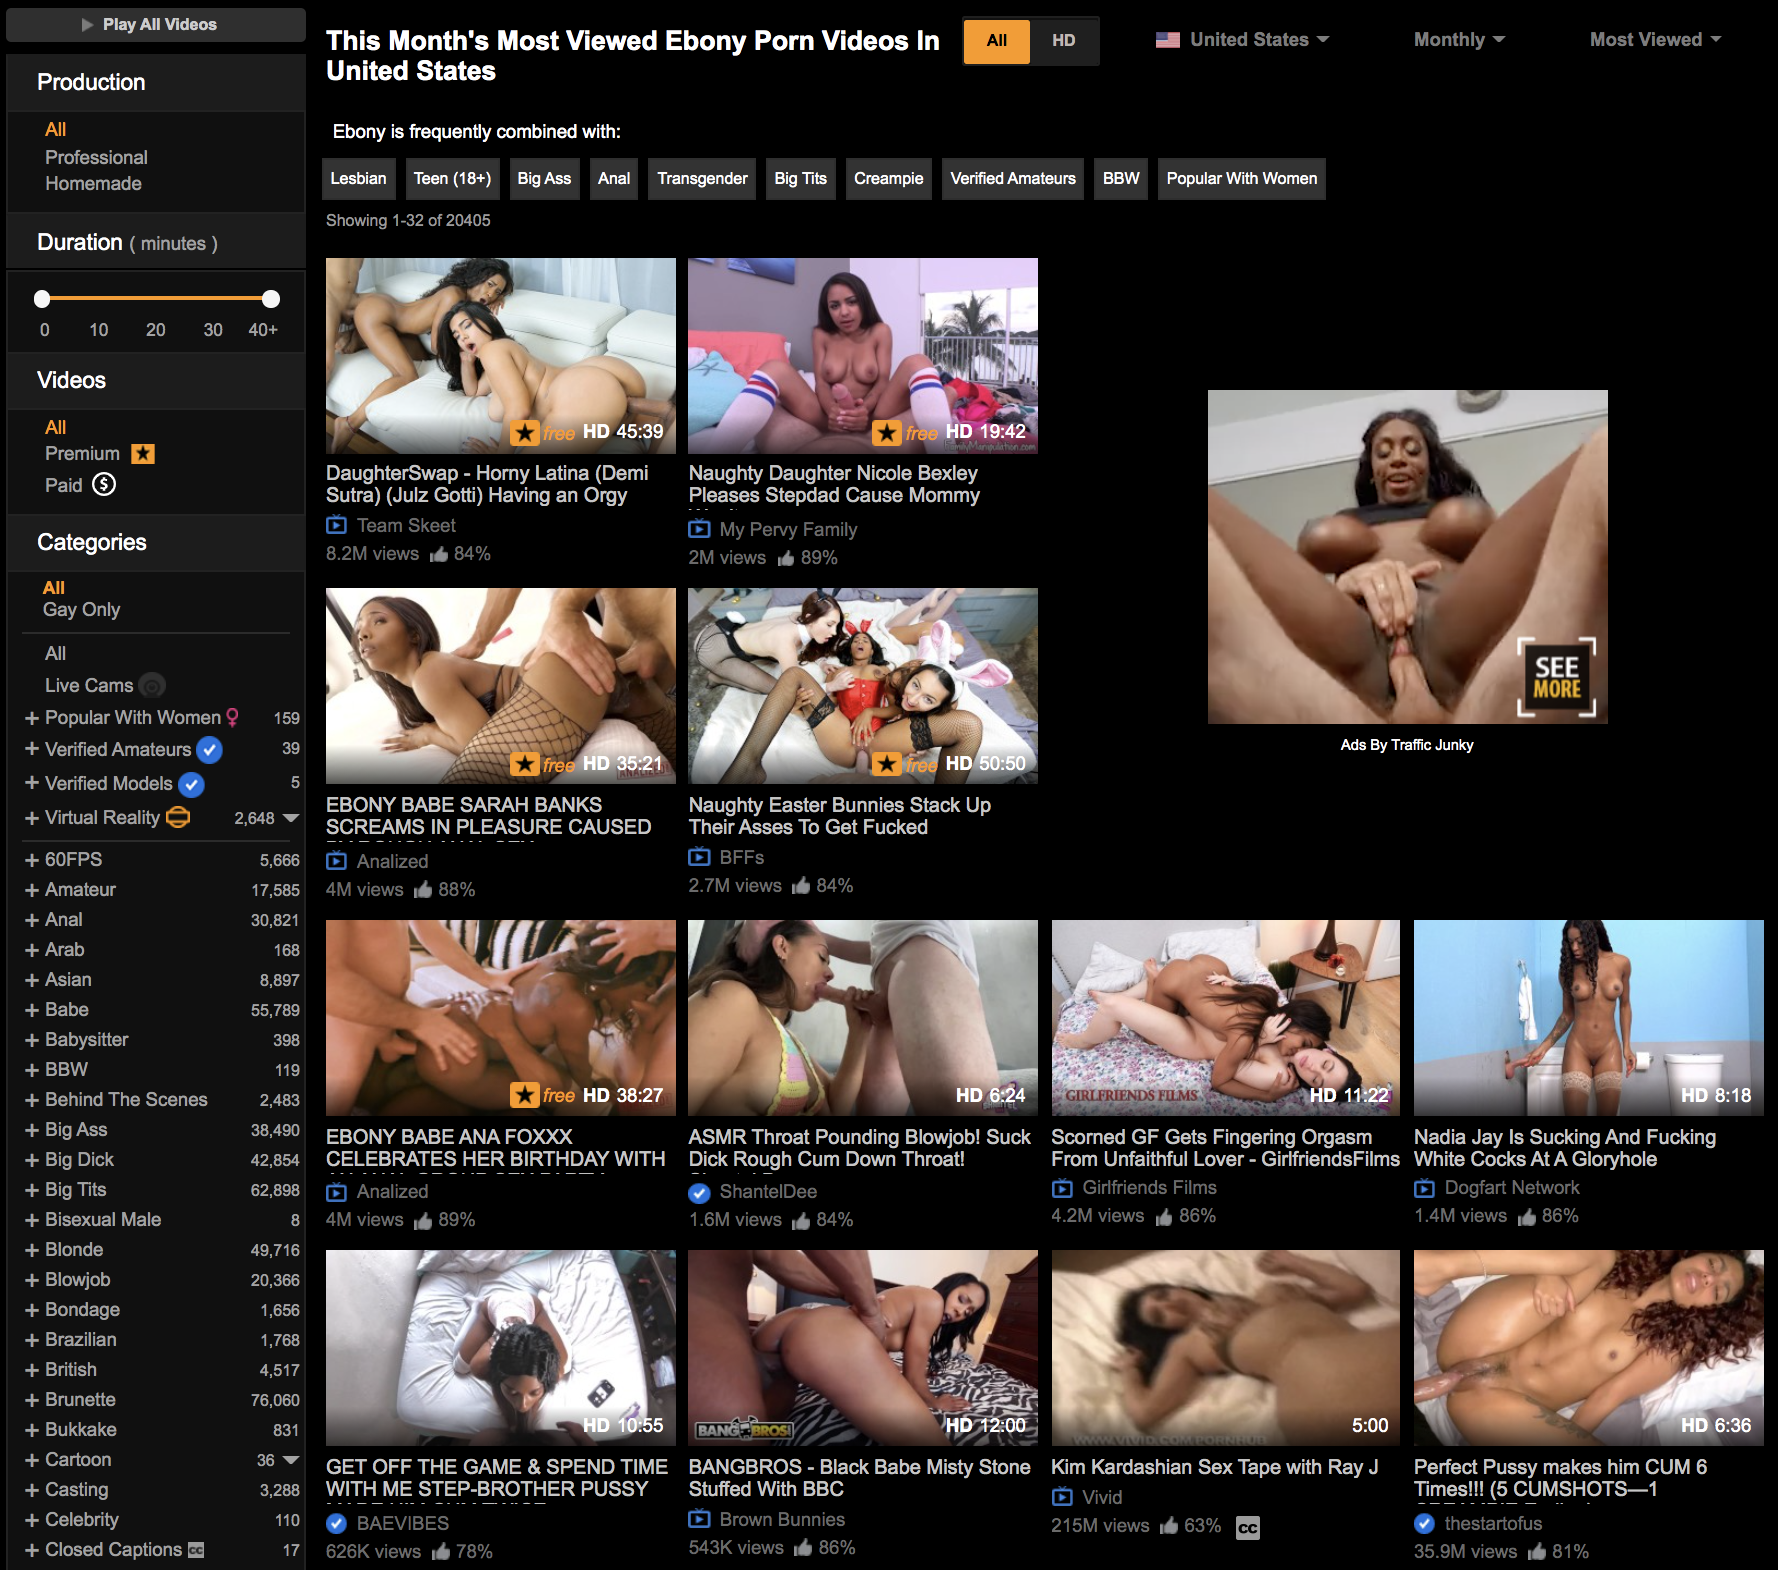 Play All Videos
Production
All
Professional
Homemade
Duration ( minutes )
0 10 20 30 40+
Videos
All
Premium
Paid
Categories
All
Gay Only
All
Live Cams
Popular With Women 159
Verified Amateurs 39
Verified Models 5
Virtual Reality 2,648
60FPS 5,666
Amateur 17,585
Anal 30,821
Arab 168
Asian 8,897
Babe 55,789
Babysitter 398
BBW 119
Behind The Scenes 2,483
Big Ass 38,490
Big Dick 42,854
Big Tits 62,898
Bisexual Male 8
Blonde 49,716
Blowjob 20,366
Bondage 1,656
Brazilian 1,768
British 4,517
Brunette 76,060
Bukkake 831
Cartoon 36
Casting 3,288
Celebrity 110
Closed Captions CC 17
This Month's Most Viewed Ebony Porn Videos In
United States
All HD
United States
Monthly
Most Viewed
Ebony is frequently combined with:
Lesbian Teen (18+) Big Ass Anal Transgender Big Tits Creampie Verified Amateurs BBW Popular With Women
Showing 1-32 of 20405
free HD 45:39
DaughterSwap - Horny Latina (Demi
Sutra) (Julz Gotti) Having an Orgy
Team Skeet
8.2M views 84%
free HD 19:42
FamilyManipulation.com
Naughty Daughter Nicole Bexley
Pleases Stepdad Cause Mommy
My Pervy Family
2M views 89%
SEE
MORE
Ads By Traffic Junky
free HD 35:21
ANALIZED
EBONY BABE SARAH BANKS
SCREAMS IN PLEASURE CAUSED
Analized
4M views 88%
free HD 50:50
Naughty Easter Bunnies Stack Up
Their Asses To Get Fucked
BFFs
2.7M views 84%
free HD 38:27
EBONY BABE ANA FOXXX
CELEBRATES HER BIRTHDAY WITH
Analized
4M views 89%
HD 6:24
ASMR Throat Pounding Blowjob! Suck
Dick Rough Cum Down Throat!
ShantelDee
1.6M views 84%
GIRLFRIENDS FILMS
HD 11:22
Scorned GF Gets Fingering Orgasm
From Unfaithful Lover - GirlfriendsFilms
Girlfriends Films
4.2M views 86%
HD 8:18
Nadia Jay Is Sucking And Fucking
White Cocks At A Gloryhole
Dogfart Network
1.4M views 86%
HD 10:55
GET OFF THE GAME & SPEND TIME
WITH ME STEP-BROTHER PUSSY
BAEVIBES
626K views 78%
BANGBROS!
HD 12:00
BANGBROS - Black Babe Misty Stone
Stuffed With BBC
Brown Bunnies
543K views 86%
WWW.VIVID.COM/PORNHUB
5:00
Kim Kardashian Sex Tape with Ray J
Vivid
215M views 63% CC
HD 6:36
Perfect Pussy makes him CUM 6
Times!!! (5 CUMSHOTS—1
thestartofus
35.9M views 81%